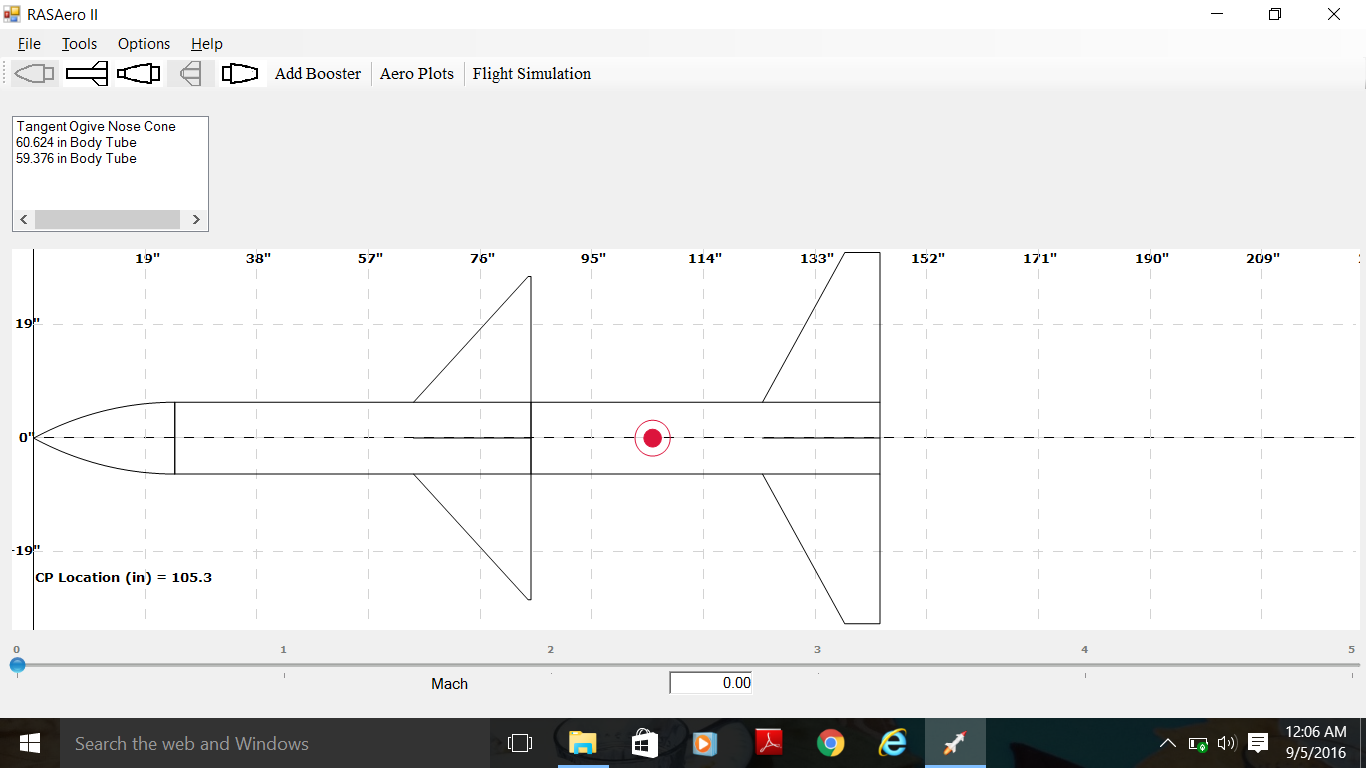 RASAero II
File Tools Options Help
Add Booster Aero Plots Flight Simulation
Tangent Ogive Nose Cone
60.624 in Body Tube
59.376 in Body Tube
19" 38" 57" 76" 95" 114" 133" 152" 171" 190" 209"
19"
0"
-19"
CP Location (in) = 105.3
0 1 2 3 4 5
Mach 0.00
Search the web and Windows
12:06 AM
9/5/2016